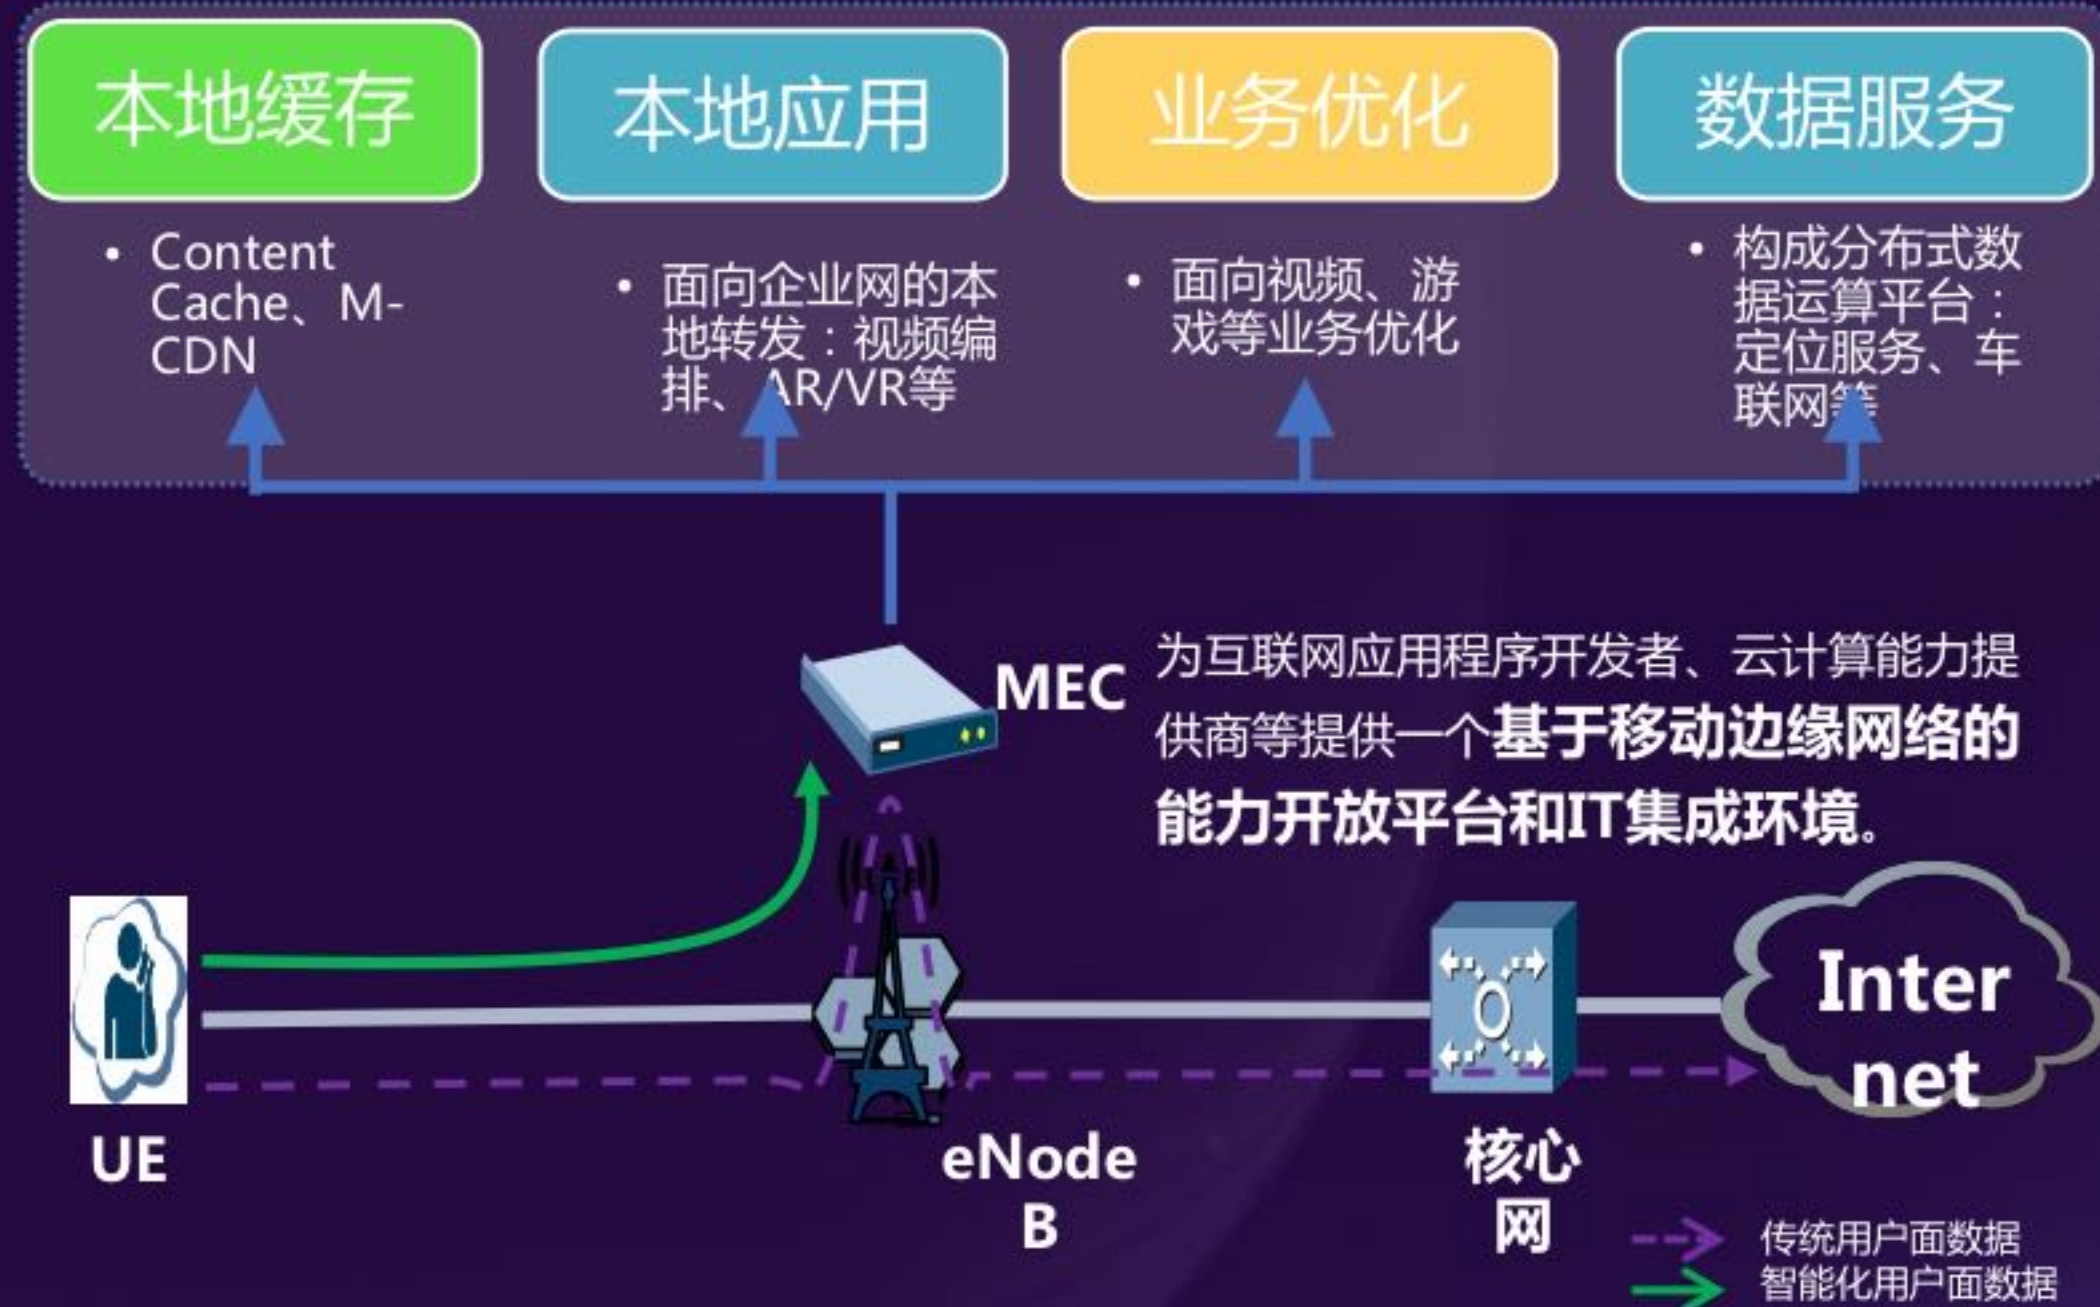 本地缓存
本地应用
业务优化
数据服务
• Content
Cache、M-
CDN
• 面向企业网的本
地转发：视频编
排、AR/VR等
• 面向视频、游
戏等业务优化
• 构成分布式数
据运算平台：
定位服务、车
联网等
MEC
为互联网应用程序开发者、云计算能力提
供商等提供一个基于移动边缘网络的
能力开放平台和IT集成环境。
UE
eNode
B
核心
网
Inter
net
传统用户面数据
智能化用户面数据